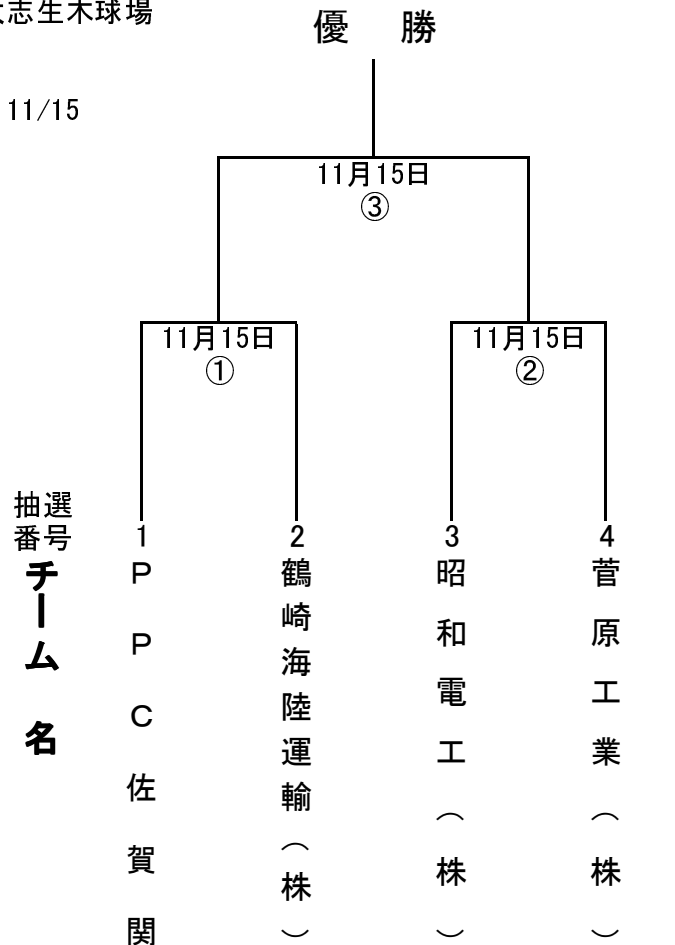 志生木球場
優　勝
11/15
11月15日
③
11月15日
①
11月15日
②
抽選
番号
1
2
3
4
チーム名
ＰＰＣ佐賀関
鶴崎海陸運輸（株）
昭和電工（株）
菅原工業（株）